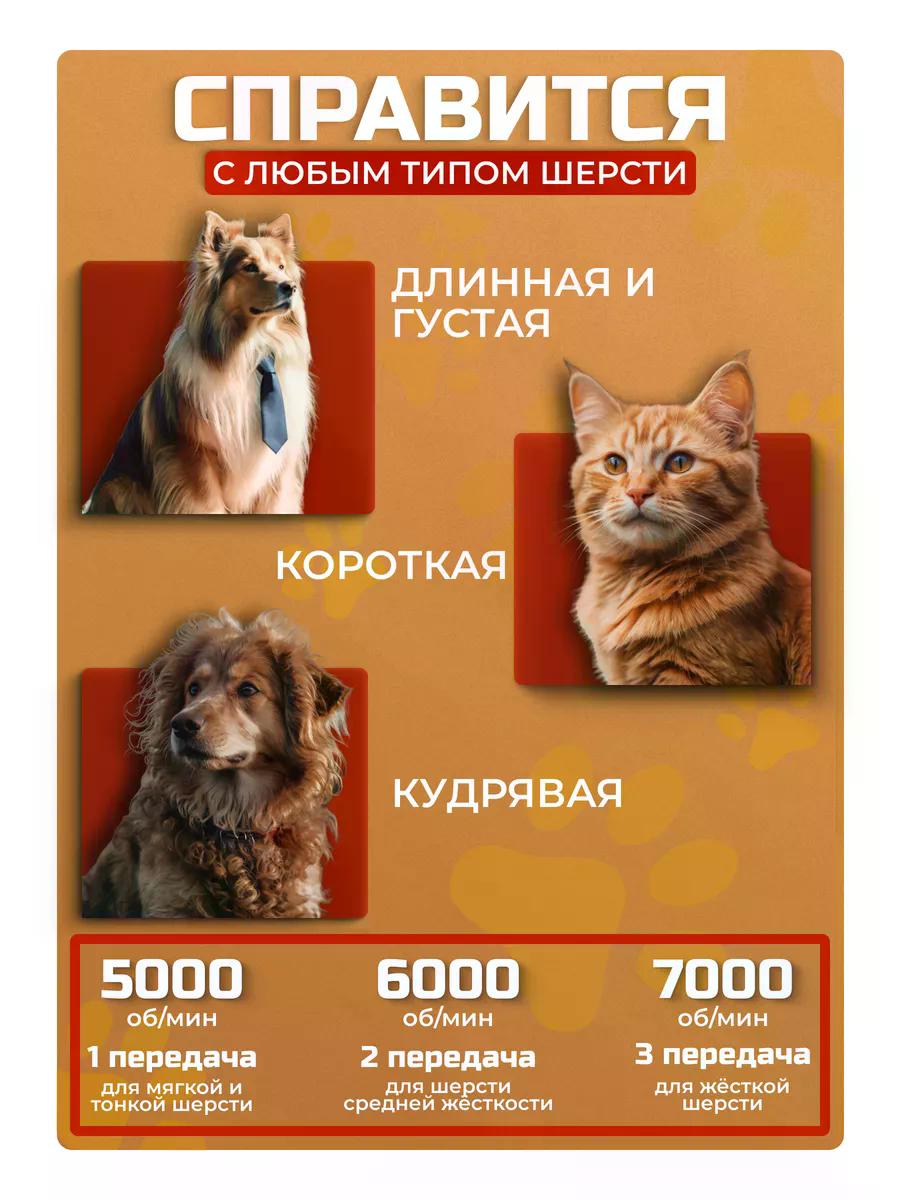 СПРАВИТСЯ
С ЛЮБЫМ ТИПОМ ШЕРСТИ
ДЛИННАЯ И
ГУСТАЯ
КОРОТКАЯ
КУДРЯВАЯ
5000
об/мин
1 передача
для мягкой и
тонкой шерсти
6000
об/мин
2 передача
для шерсти
средней жёсткости
7000
об/мин
3 передача
для жёсткой
шерсти